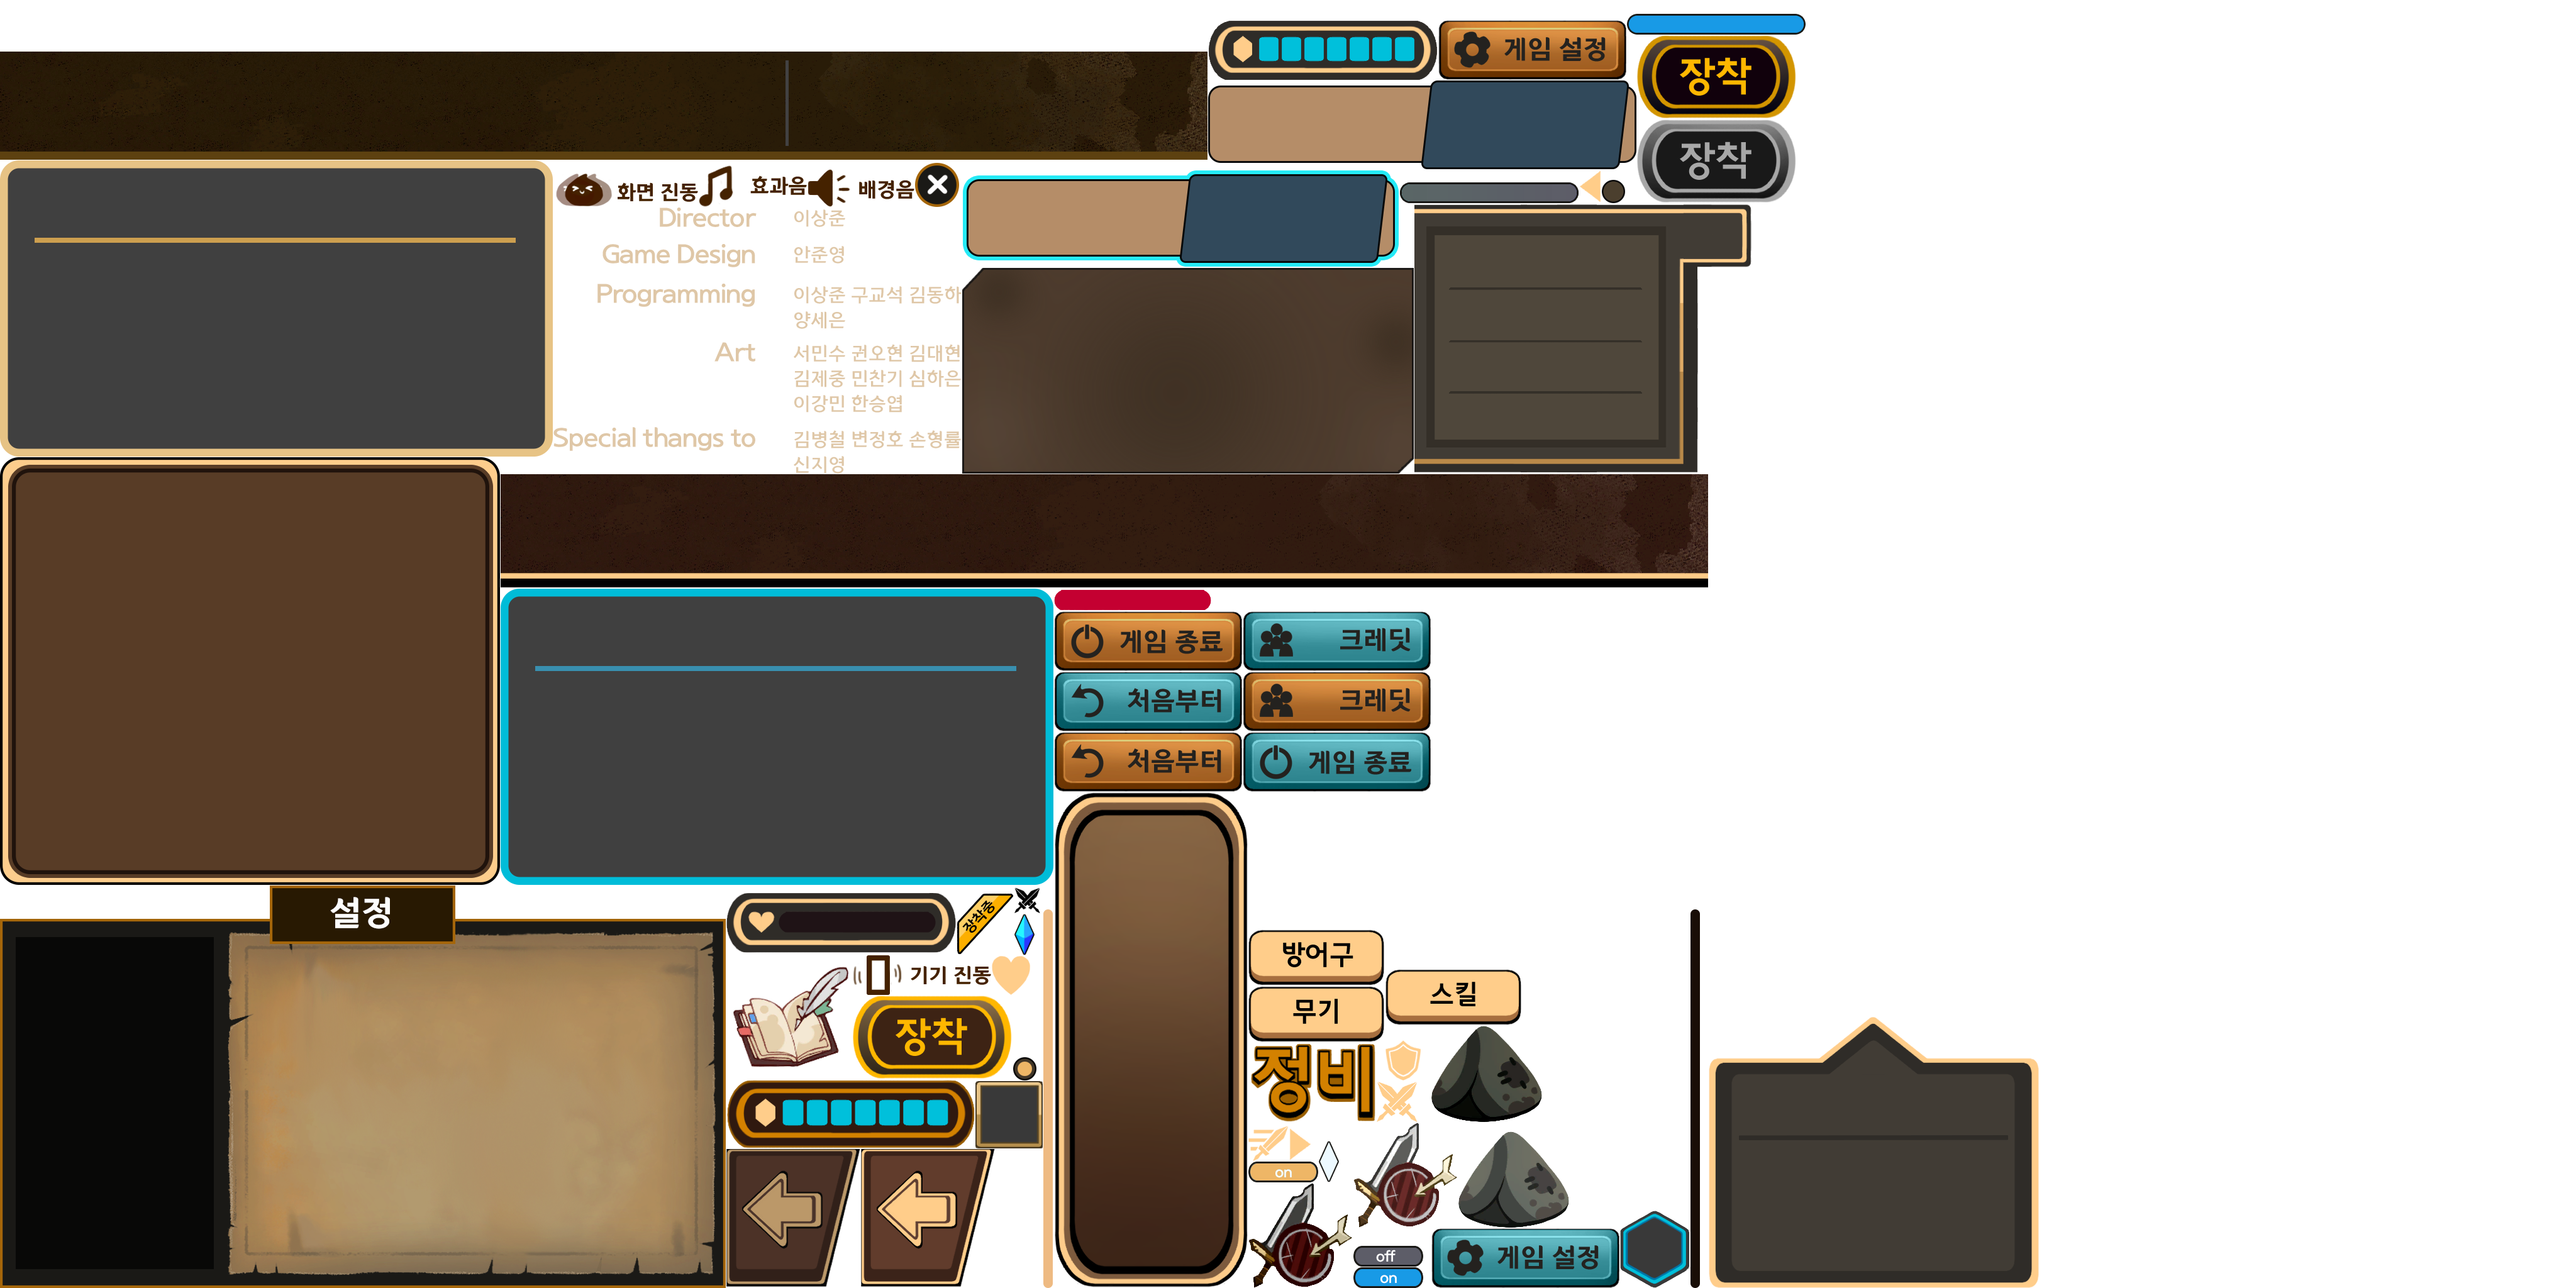 게임 설정
장착
장착
화면 진동
효과음
배경음
Director 이상준
Game Design 안준영
Programming 이상준 구교석 김동하
양세은
Art 서민수 권오현 김대현
김제중 민찬기 심하은
이강민 한승엽
Special thangs to 김병철 변정호 손형률
신지영
게임 종료
크레딧
처음부터
크레딧
처음부터
게임 종료
설정
장착중
기기 진동
장착
방어구
스킬
무기
정비
on
off
on
게임 설정